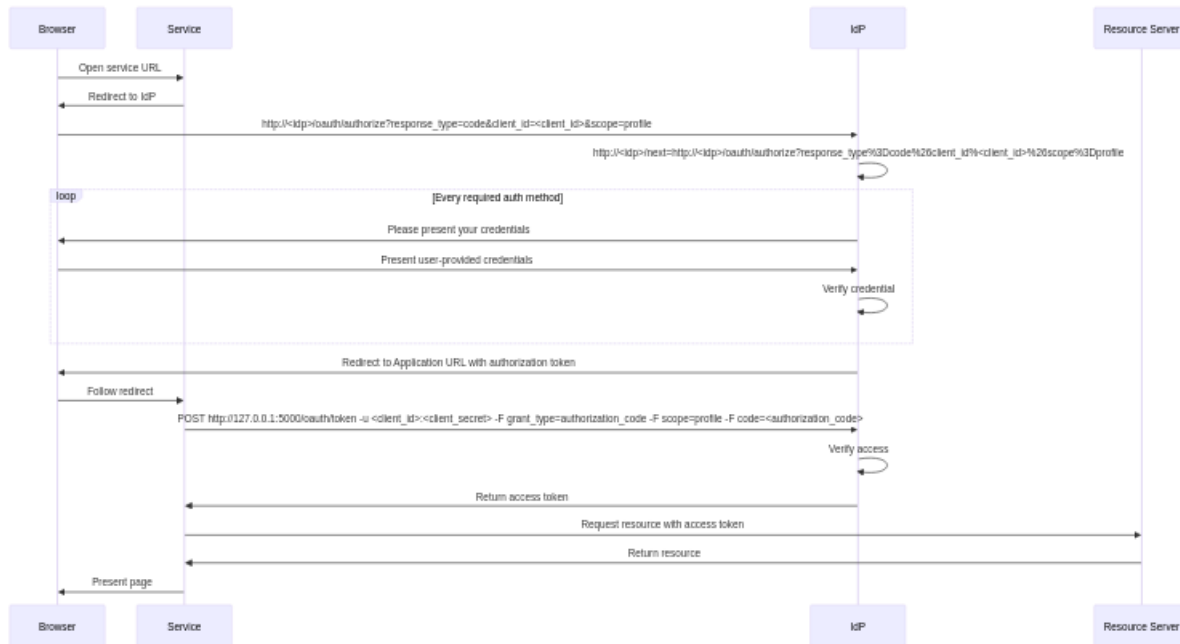 Browser
Service
IdP
Resource Server
Open service URL
Redirect to IdP
http://<idp>/oauth/authorize?response_type=code&client_id=<client_id>&scope=profile
http://<idp>/next=http://<idp>/oauth/authorize?response_type%3Dcode%26client_id%<client_id>%26scope%3Dprofile
loop
[Every required auth method]
Please present your credentials
Present user-provided credentials
Verify credential
Redirect to Application URL with authorization token
Follow redirect
POST http://127.0.0.1:5000/oauth/token -u <client_id>:<client_secret> -F grant_type=authorization_code -F scope=profile -F code=<authorization_code>
Verify access
Return access token
Request resource with access token
Return resource
Present page
Browser
Service
IdP
Resource Server